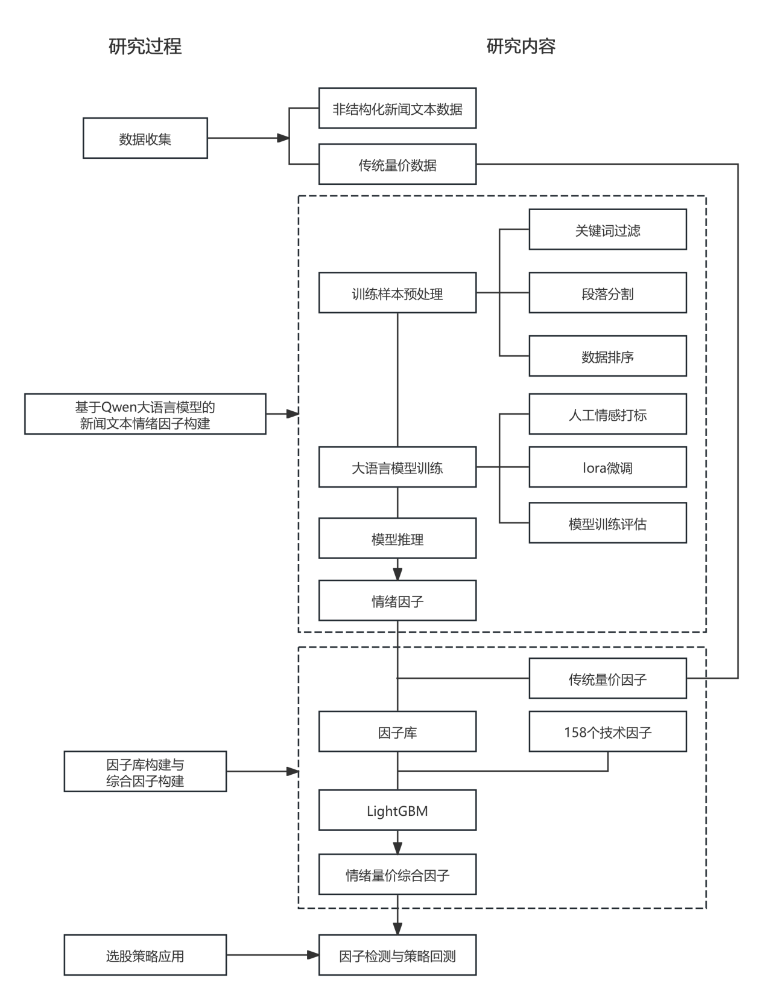 研究过程
研究内容
数据收集
非结构化新闻文本数据
传统量价数据
基于Qwen大语言模型的
新闻文本情绪因子构建
训练样本预处理
关键词过滤
段落分割
数据排序
大语言模型训练
人工情感打标
lora微调
模型训练评估
模型推理
情绪因子
因子库构建与
综合因子构建
传统量价因子
因子库
158个技术因子
LightGBM
情绪量价综合因子
选股策略应用
因子检测与策略回测